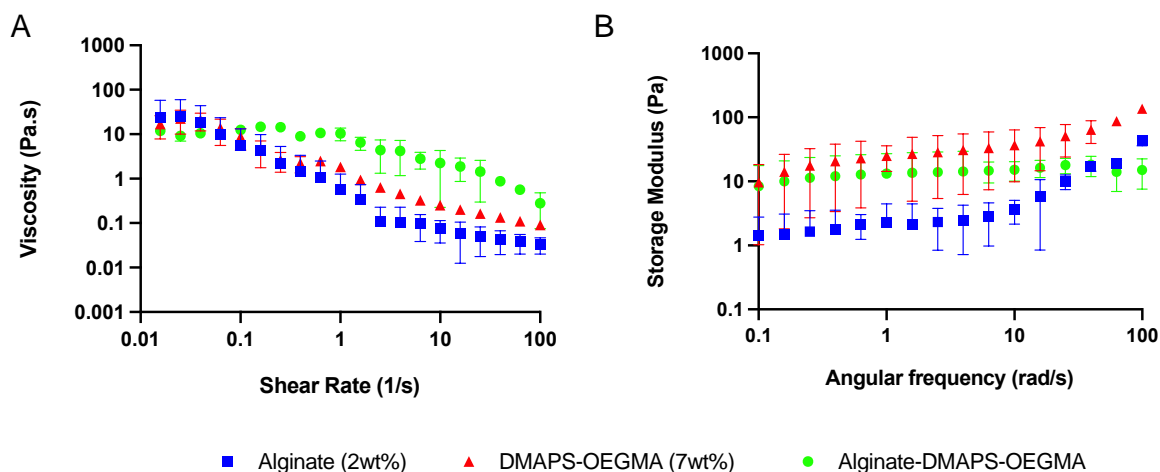 A
Viscosity (Pa.s)
1000
100
10
1
0.1
0.01
0.001
0.01 0.1 1 10 100
Shear Rate (1/s)
B
Storage Modulus (Pa)
1000
100
10
1
0.1
0.1 1 10 100
Angular frequency (rad/s)
Alginate (2wt%) DMAPS-OEGMA (7wt%) Alginate-DMAPS-OEGMA